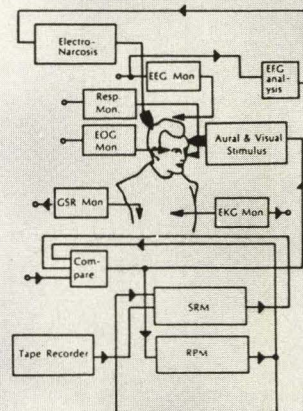 Electro-
Narcosis
EEG Mon
EFG
anal-
ysis
Resp.
Mon.
EOG
Mon.
Aural & Visual
Stimulus
GSR Mon
EKG Mon
Com-
pare
SRM
Tape Recorder
RPM